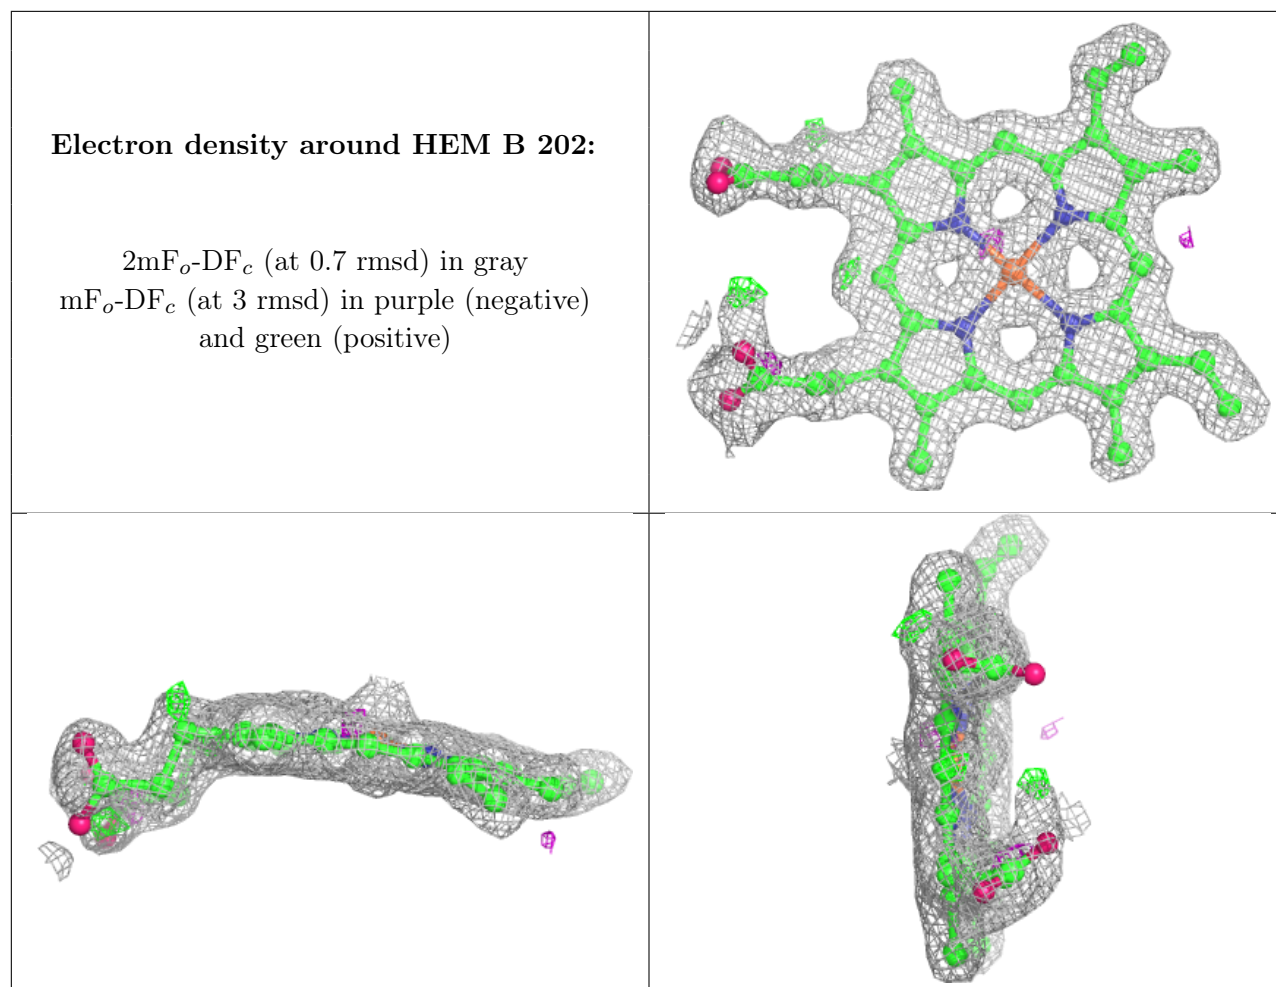 Electron density around HEM B 202:
2mFo-DFc (at 0.7 rmsd) in gray
mFo-DFc (at 3 rmsd) in purple (negative)
and green (positive)